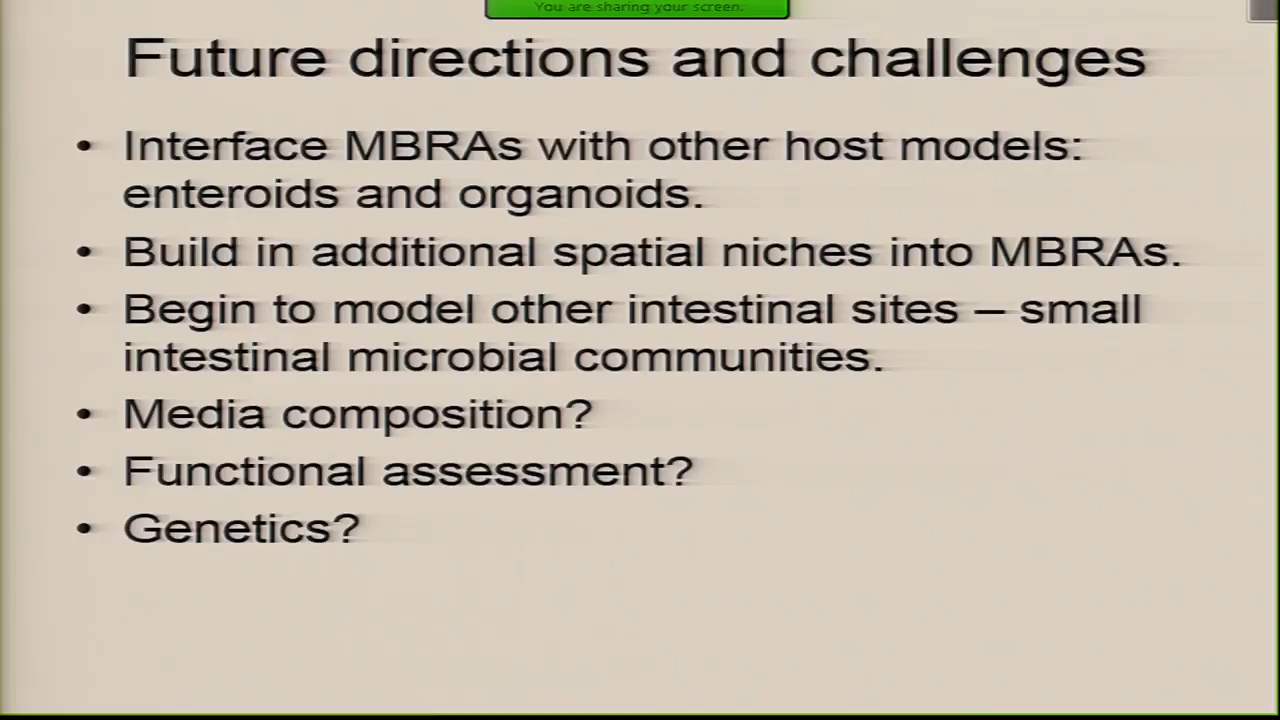 You are sharing your screen.
Future directions and challenges
• Interface MBRAs with other host models:
enteroids and organoids.
• Build in additional spatial niches into MBRAs.
• Begin to model other intestinal sites – small
intestinal microbial communities.
• Media composition?
• Functional assessment?
• Genetics?